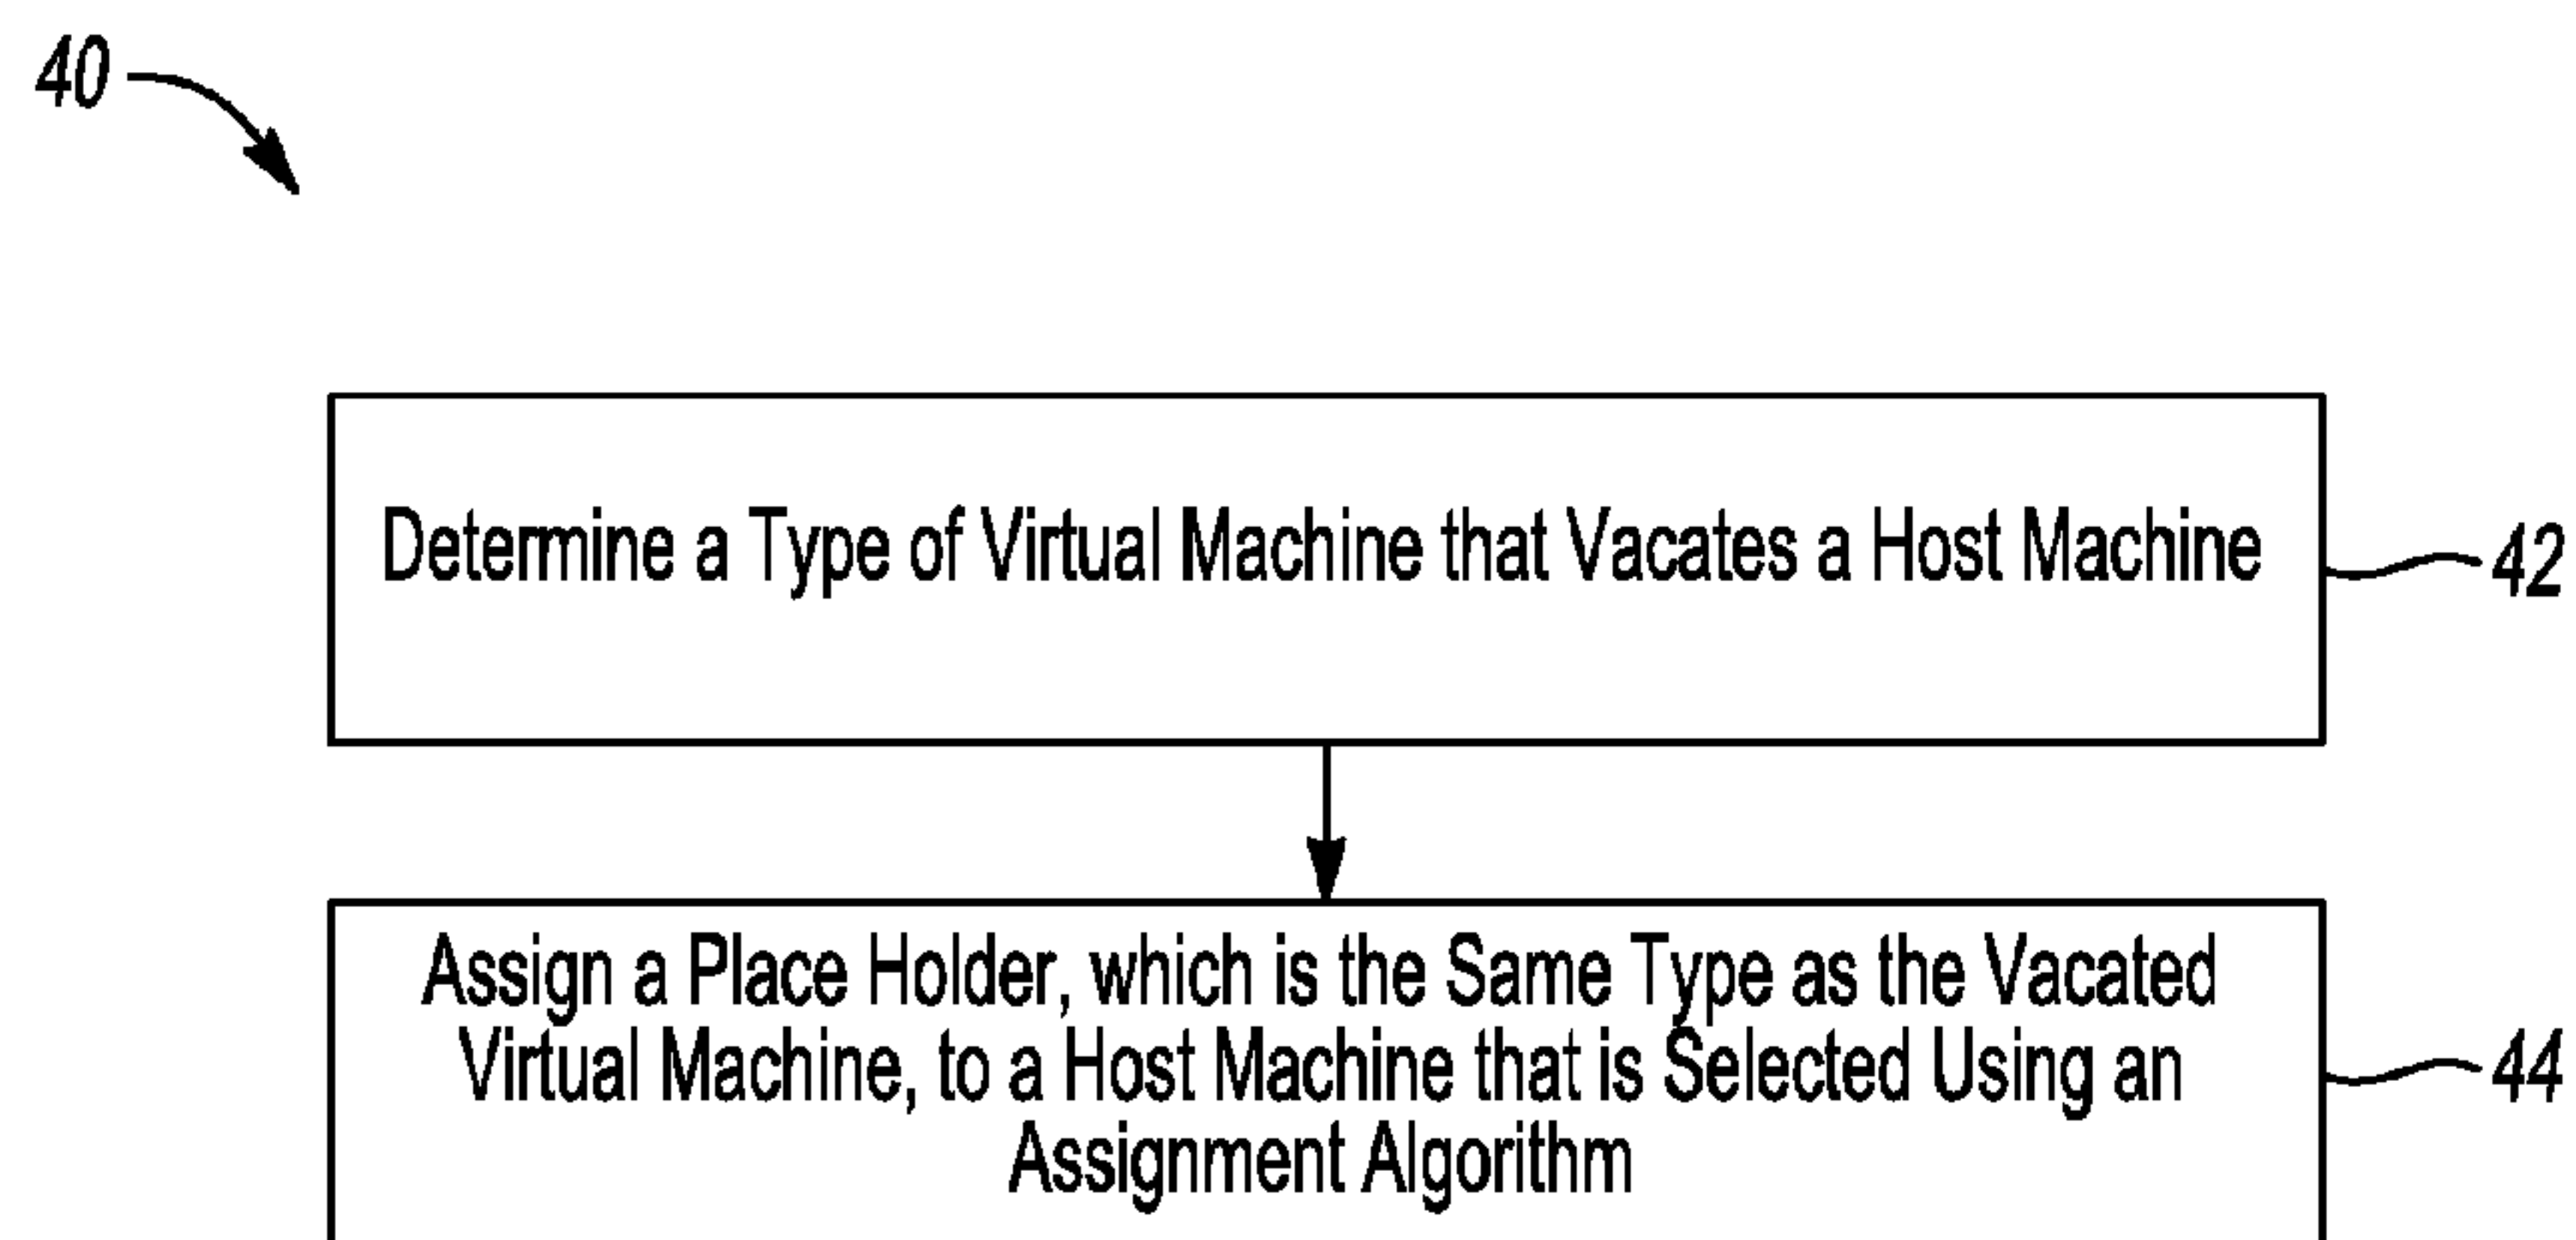 40
Determine a Type of Virtual Machine that Vacates a Host Machine
42
Assign a Place Holder, which is the Same Type as the Vacated
Virtual Machine, to a Host Machine that is Selected Using an
44
Assignment Algorithm